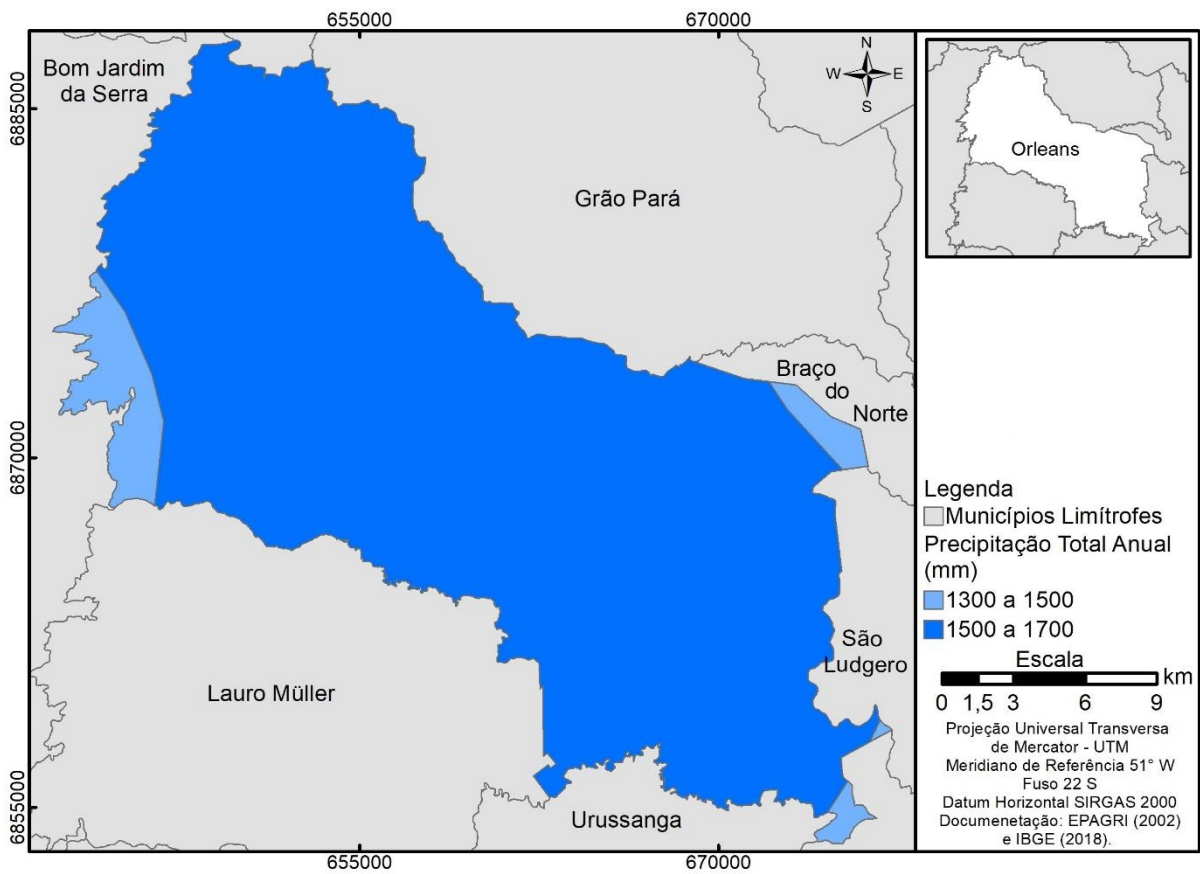 655000
670000
Bom Jardim
da Serra
N
W
E
S
6885000
Grão Pará
Orleans
Braço
do
Norte
6870000
Legenda
Municípios Limítrofes
Precipitação Total Anual
(mm)
1300 a 1500
1500 a 1700
São
Ludgero
Lauro Müller
Escala
km
0 1,5 3 6 9
Projeção Universal Transversa
de Mercator - UTM
Meridiano de Referência 51° W
Fuso 22 S
Datum Horizontal SIRGAS 2000
Documenetação: EPAGRI (2002)
e IBGE (2018).
6855000
Urussanga
655000
670000